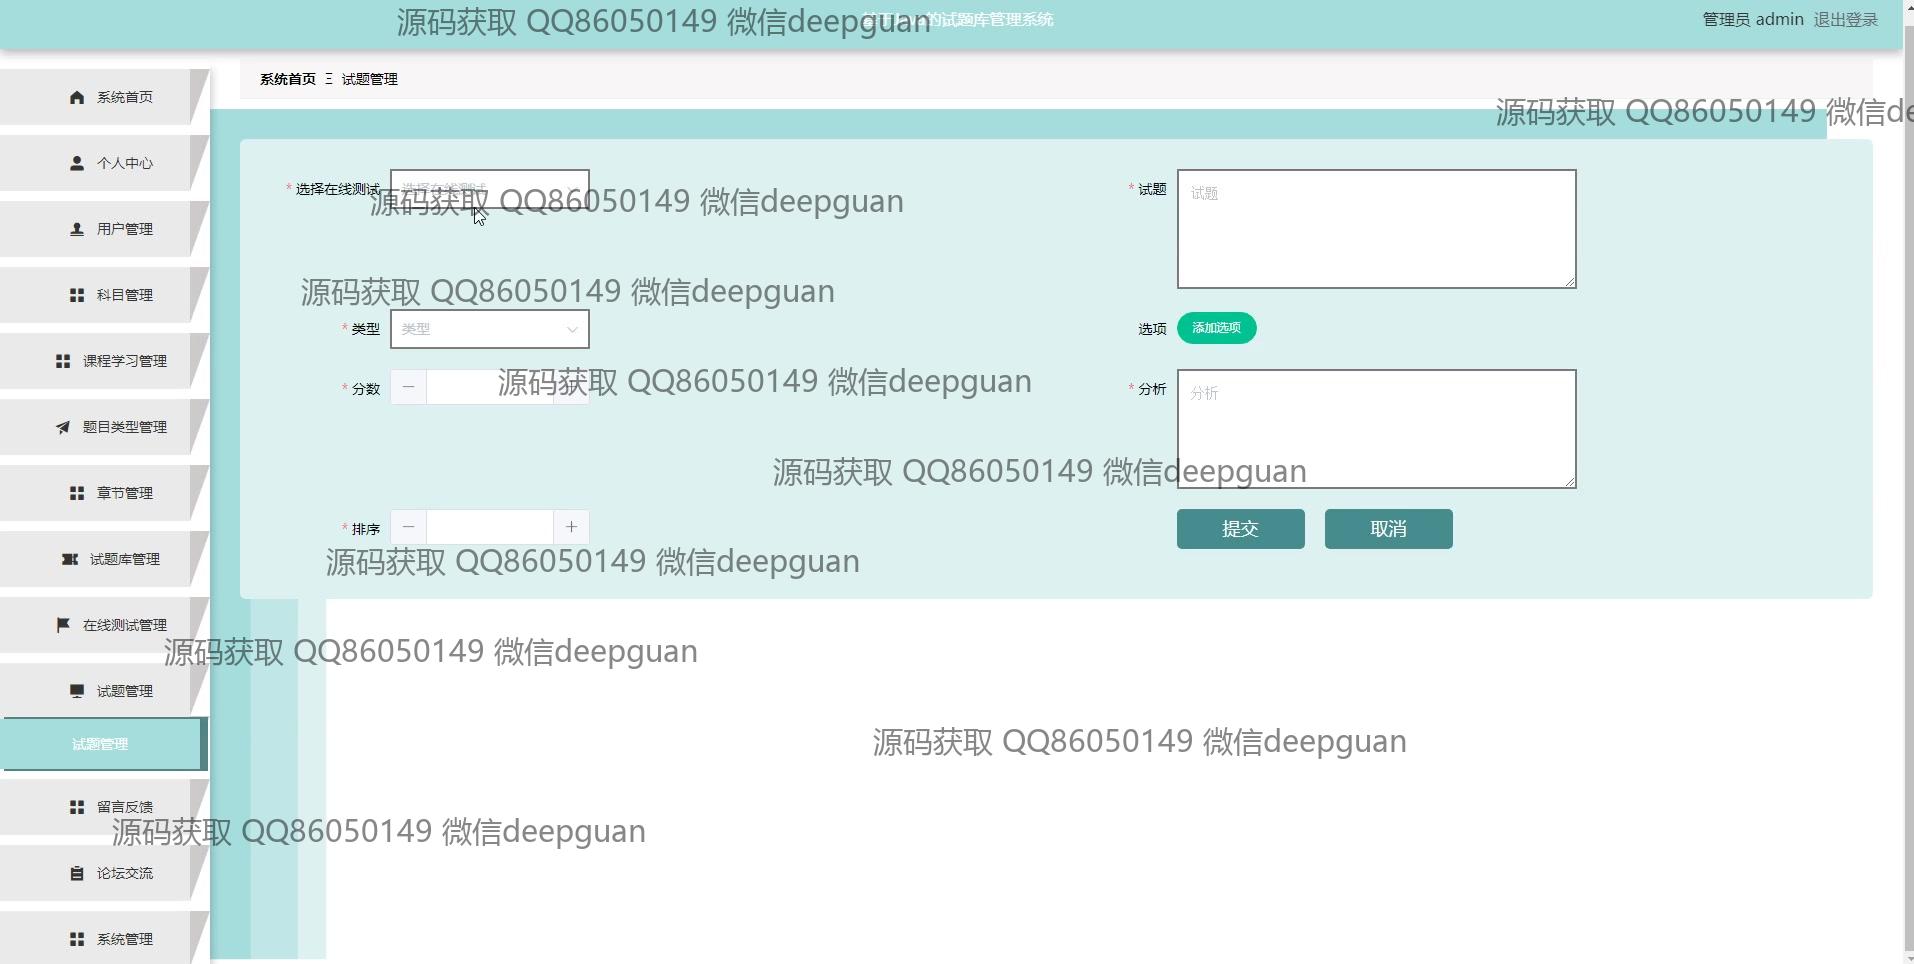 源码获取 QQ86050149 微信deepguan
基于Java的试题库管理系统
管理员 admin 退出登录
系统首页 Ξ 试题管理
源码获取 QQ86050149 微信de
系统首页
个人中心
用户管理
科目管理
课程学习管理
题目类型管理
章节管理
试题库管理
在线测试管理
试题管理
试题管理
留言反馈
论坛交流
系统管理
* 选择在线测试 选择在线测试
* 试题 试题
源码获取 QQ86050149 微信deepguan
源码获取 QQ86050149 微信deepguan
* 类型 类型
选项 添加选项
* 分数
源码获取 QQ86050149 微信deepguan
* 分析 分析
源码获取 QQ86050149 微信deepguan
* 排序
提交 取消
源码获取 QQ86050149 微信deepguan
源码获取 QQ86050149 微信deepguan
源码获取 QQ86050149 微信deepguan
源码获取 QQ86050149 微信deepguan